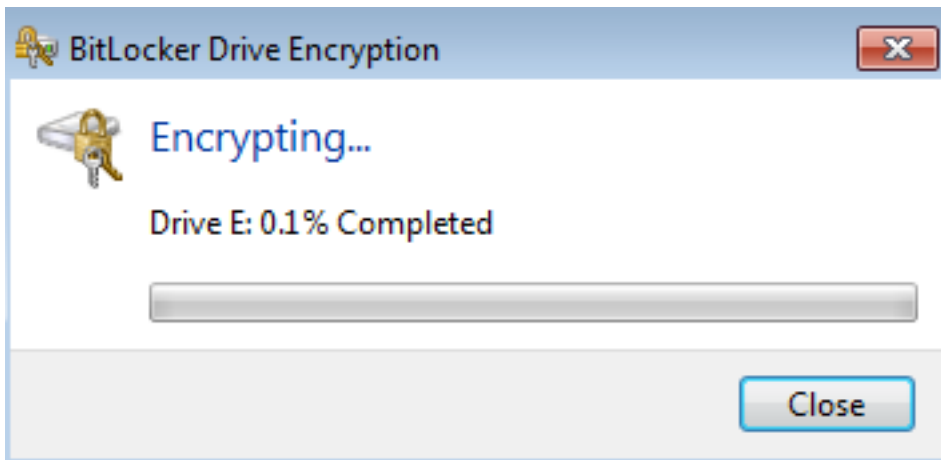 BitLocker Drive Encryption
Encrypting...
Drive E: 0.1% Completed
Close